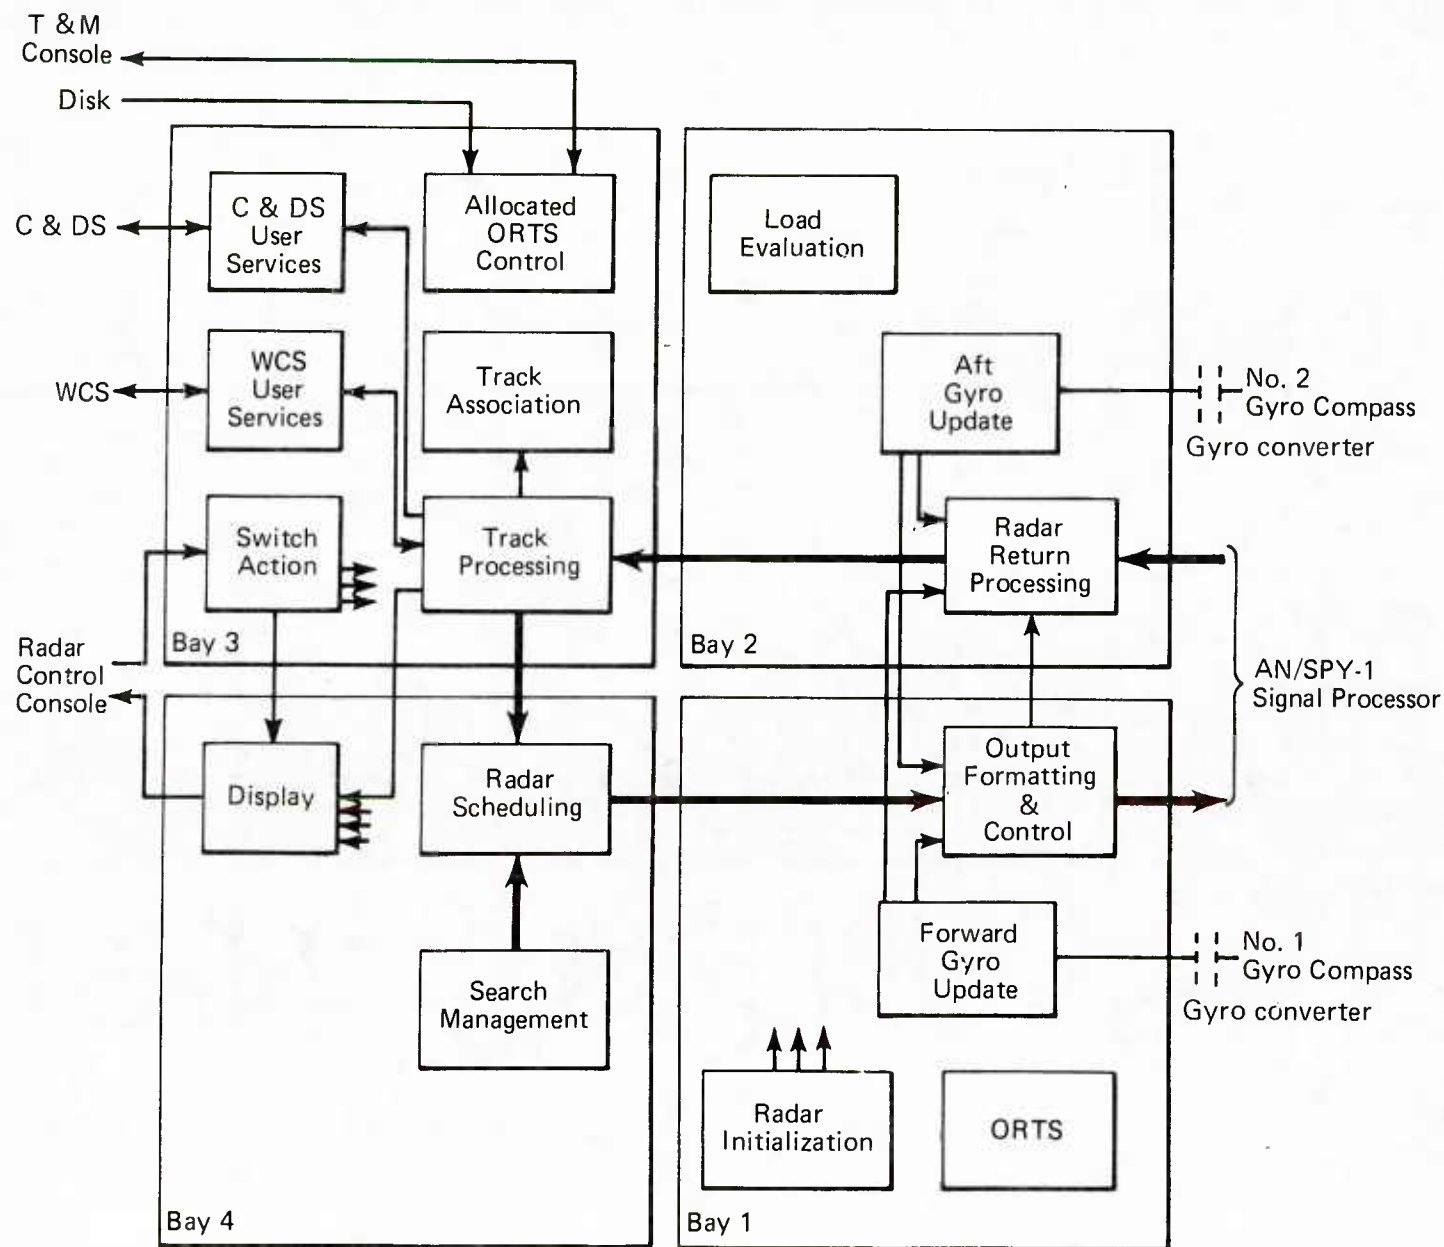 T & M
Console
Disk
C & DS
User
Services
Allocated
ORTS
Control
C & DS
WCS
User
Services
Track
Association
WCS
Switch
Action
Track
Processing
Bay 3
Radar
Control
Console
Load
Evaluation
Aft
Gyro
Update
No. 2
Gyro Compass
Gyro converter
Radar
Return
Processing
Bay 2
AN/SPY-1
Signal Processor
Display
Radar
Scheduling
Search
Management
Bay 4
Output
Formatting
&
Control
Forward
Gyro
Update
No. 1
Gyro Compass
Gyro converter
Radar
Initialization
ORTS
Bay 1